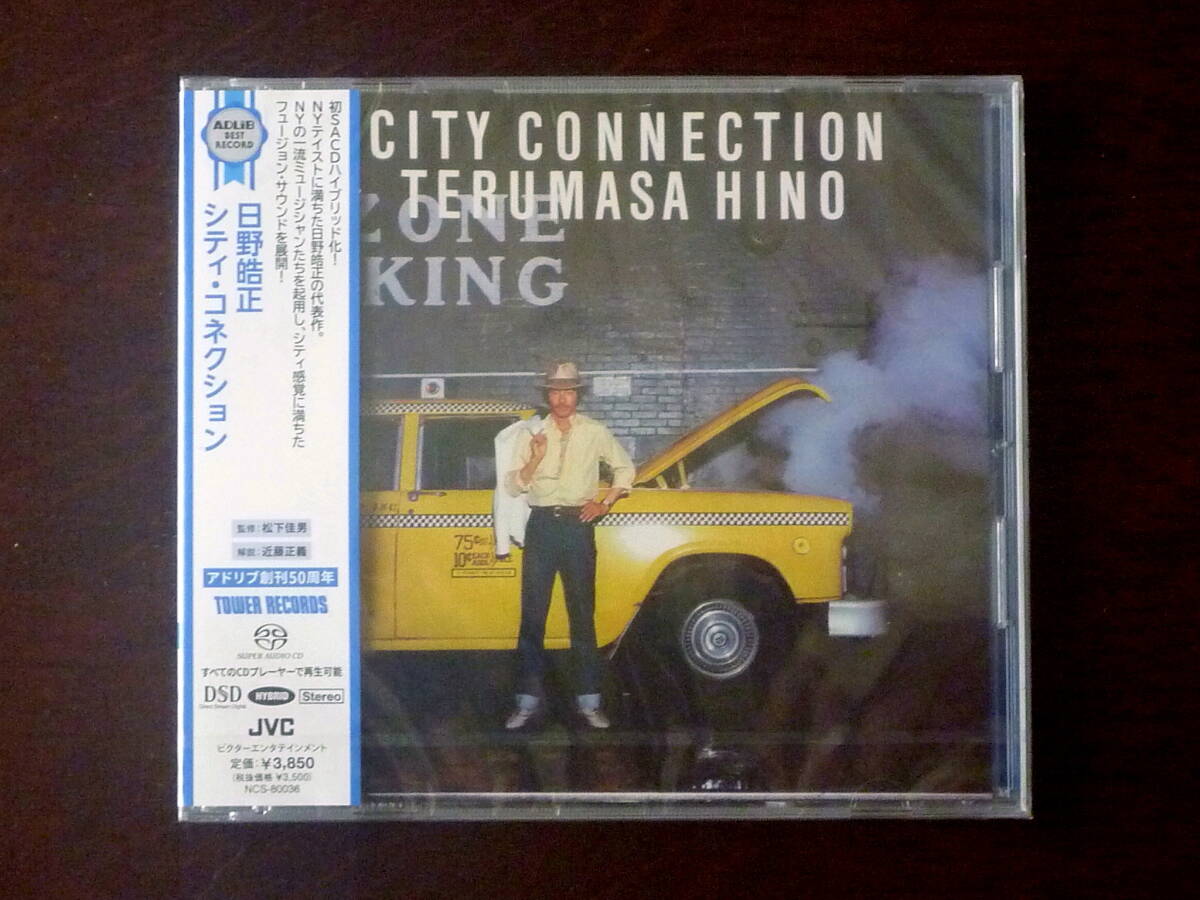 ADLiB
BEST
RECORD
初SACDハイブリッド化！
NYテイストに満ちた日野皓正の代表作。
NYの一流ミュージシャンたちを起用し、シティ感覚に満ちた
フュージョン・サウンドを展開！
日野皓正
シティ・コネクション
監修：松下佳男
解説：近藤正義
アドリブ創刊50周年
TOWER RECORDS
SUPER AUDIO CD
すべてのCDプレーヤーで再生可能
DSD HYBRID Stereo
Direct Stream Digital
JVC
ビクターエンタテインメント
定価：¥3,850
(税抜価格 ¥3,500)
NCS-80036
CITY CONNECTION
TERUMASA HINO
ZONE
KING
75¢
10¢ EACH